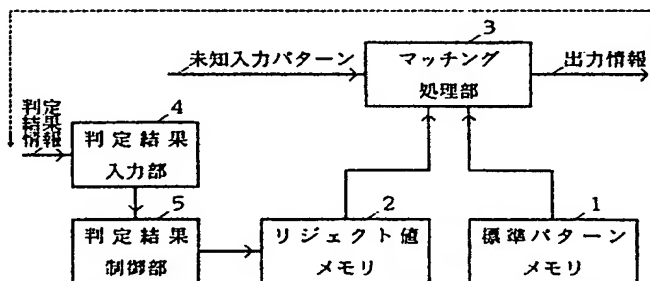 3
未知入力パターン
マッチング
処理部
出力情報
判定
結果
情報
4
判定結果
入力部
5
判定結果
制御部
2
リジェクト値
メモリ
1
標準パターン
メモリ